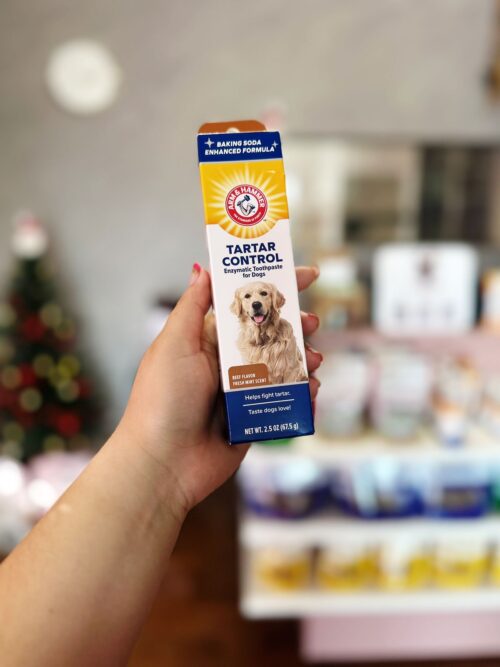 BAKING SODA
ENHANCED FORMULA
ARM & HAMMER
TARTAR
CONTROL
Enzymatic Toothpaste
for Dogs
BEEF FLAVOR
FRESH MINT SCENT
Helps fight tartar.
Taste dogs love!
NET WT. 2.5 OZ (67.5 g)